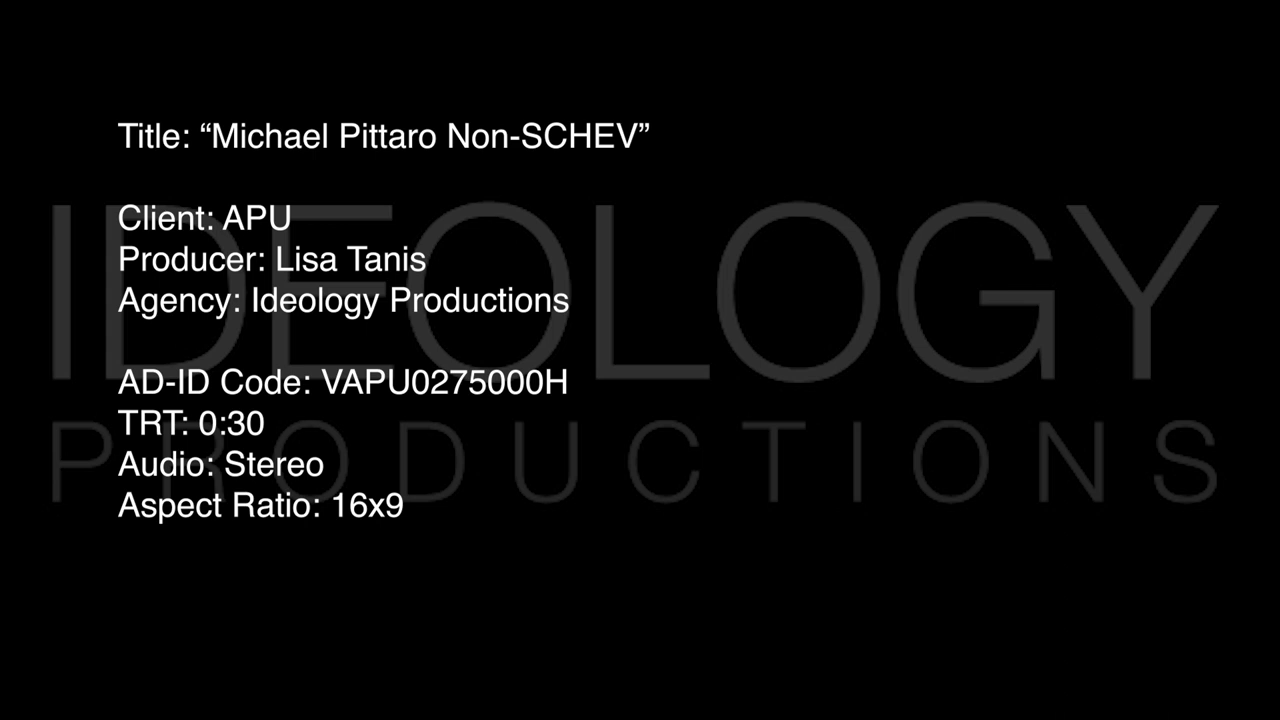 Title: “Michael Pittaro Non-SCHEV”
Client: APU
Producer: Lisa Tanis
Agency: Ideology Productions
AD-ID Code: VAPU0275000H
TRT: 0:30
Audio: Stereo
Aspect Ratio: 16x9
IDEOLOGY
PRODUCTIONS